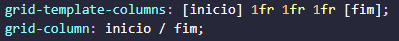 grid-template-columns: [inicio] 1fr 1fr 1fr [fim];
grid-column: inicio / fim;